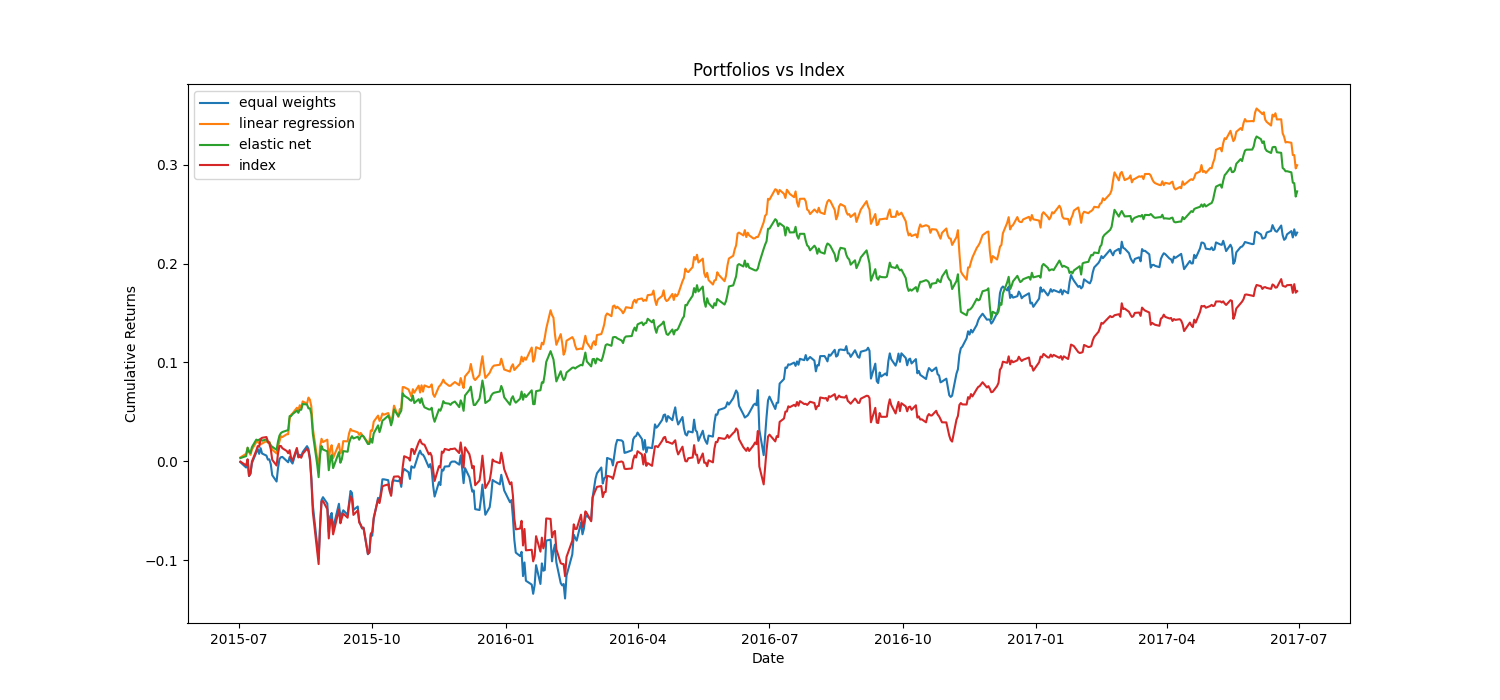 Portfolios vs Index
equal weights
linear regression
elastic net
index
Cumulative Returns
0.3
0.2
0.1
0.0
−0.1
2015-07
2015-10
2016-01
2016-04
2016-07
2016-10
2017-01
2017-04
2017-07
Date